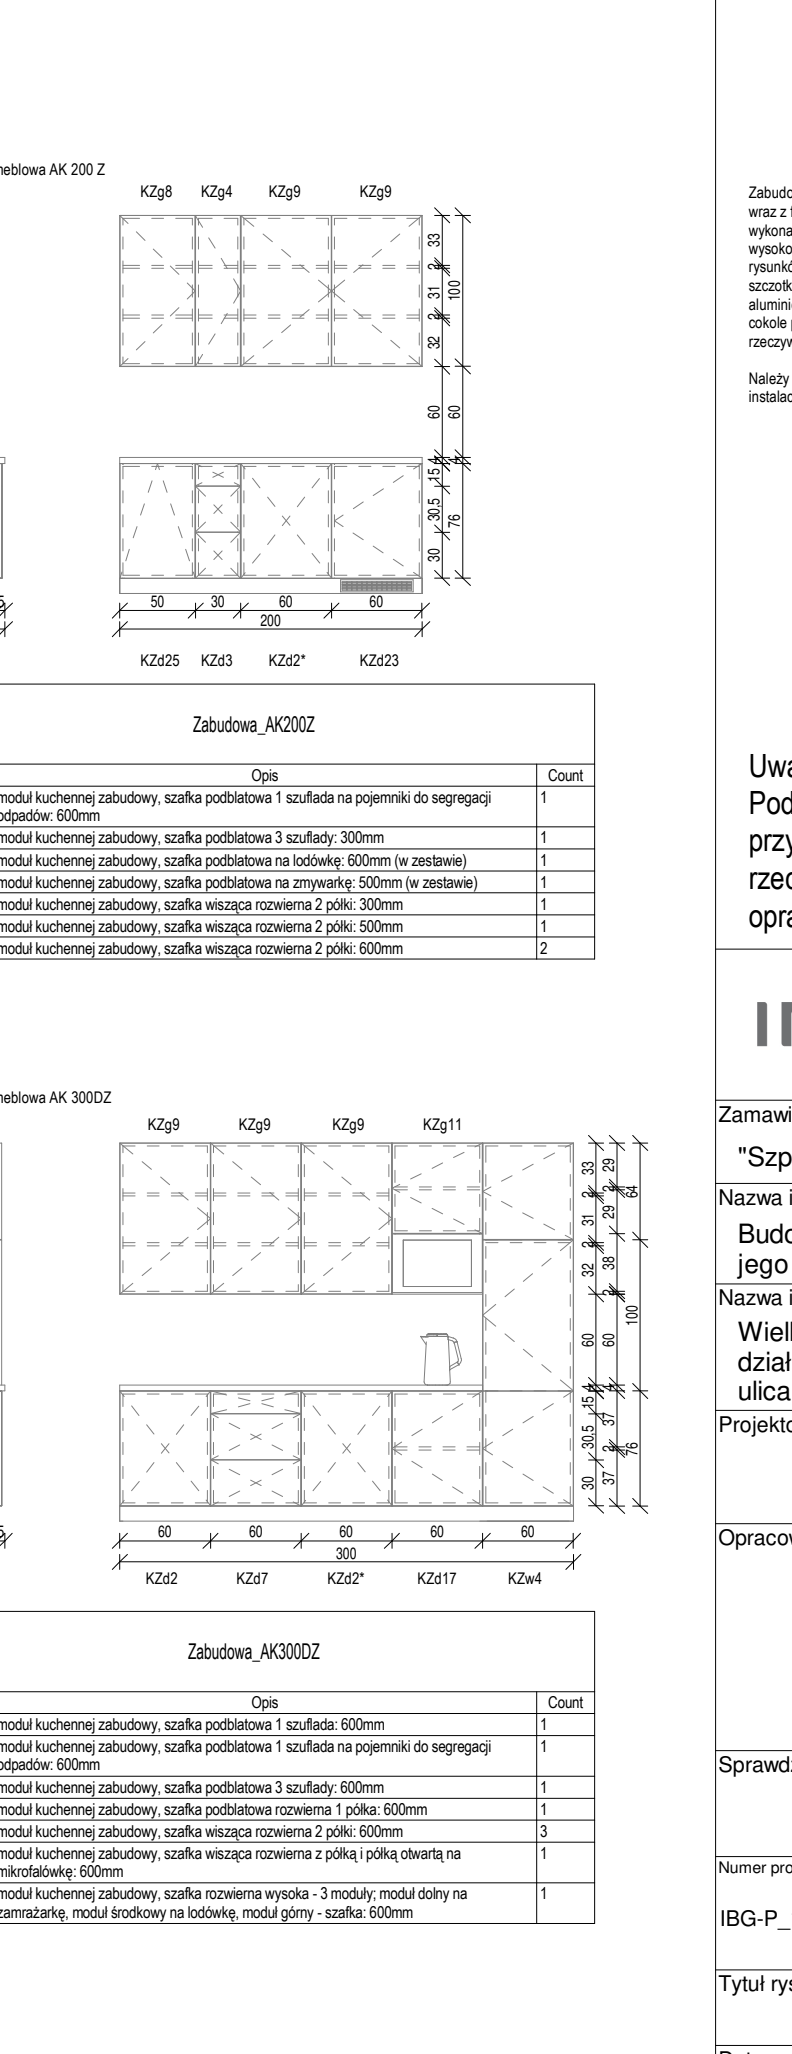 meblowa AK 200 Z
KZg8 KZg4 KZg9 KZg9
33
2
31
2
32
100
60
60
4
4
15
30,5
30
76
50 30 60 60
200
KZd25 KZd3 KZd2* KZd23
Zabudowa_AK200Z
Opis Count
moduł kuchennej zabudowy, szafka podblatowa 1 szuflada na pojemniki do segregacji 1
odpadów: 600mm
moduł kuchennej zabudowy, szafka podblatowa 3 szuflady: 300mm 1
moduł kuchennej zabudowy, szafka podblatowa na lodówkę: 600mm (w zestawie) 1
moduł kuchennej zabudowy, szafka podblatowa na zmywarkę: 500mm (w zestawie) 1
moduł kuchennej zabudowy, szafka wisząca rozwierna 2 półki: 300mm 1
moduł kuchennej zabudowy, szafka wisząca rozwierna 2 półki: 500mm 1
moduł kuchennej zabudowy, szafka wisząca rozwierna 2 półki: 600mm 2
meblowa AK 300DZ
KZg9 KZg9 KZg9 KZg11
33
2
31
2
32
60
4
15
30,5
30
29
2
29
38
2
60
4
37
2
37
64
100
76
60 60 60 60 60
300
KZd2 KZd7 KZd2* KZd17 KZw4
Zabudowa_AK300DZ
Opis Count
moduł kuchennej zabudowy, szafka podblatowa 1 szuflada: 600mm 1
moduł kuchennej zabudowy, szafka podblatowa 1 szuflada na pojemniki do segregacji 1
odpadów: 600mm
moduł kuchennej zabudowy, szafka podblatowa 3 szuflady: 600mm 1
moduł kuchennej zabudowy, szafka podblatowa rozwierna 1 półka: 600mm 1
moduł kuchennej zabudowy, szafka wisząca rozwierna 2 półki: 600mm 3
moduł kuchennej zabudowy, szafka wisząca rozwierna z półką i półką otwartą na 1
mikrofalówkę: 600mm
moduł kuchennej zabudowy, szafka rozwierna wysoka - 3 moduły; moduł dolny na 1
zamrażarkę, moduł środkowy na lodówkę, moduł górny - szafka: 600mm
Zabudo
wraz z f
wykona
wysoko
rysunkó
szczotk
alumini
cokole p
rzeczyw
Należy
instalac
Uwa
Pod
przy
rzec
opra
Zamawi
"Szp
Nazwa i
Budo
jego
Nazwa i
Wiell
dział
ulica
Projekto
Opracow
Sprawdz
Numer pro
IBG-P_
Tytuł rys